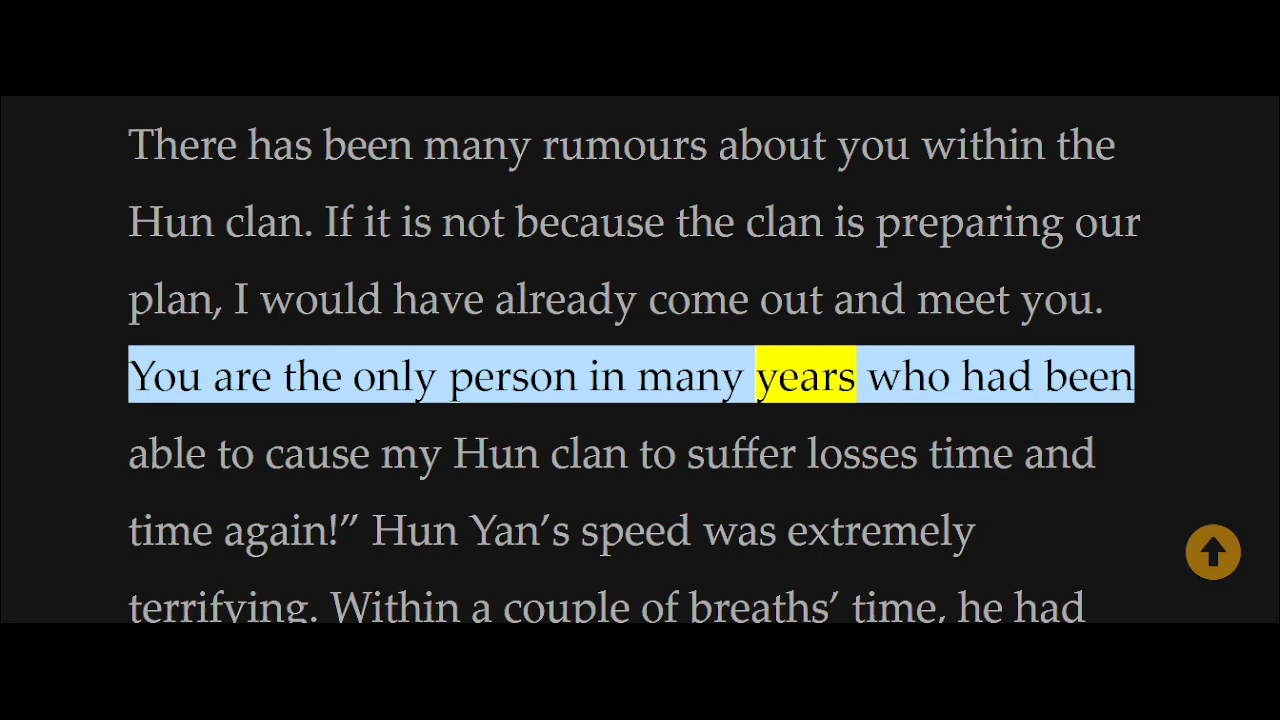 There has been many rumours about you within the
Hun clan. If it is not because the clan is preparing our
plan, I would have already come out and meet you.
You are the only person in many years who had been
able to cause my Hun clan to suffer losses time and
time again!” Hun Yan’s speed was extremely
terrifying. Within a couple of breaths’ time, he had